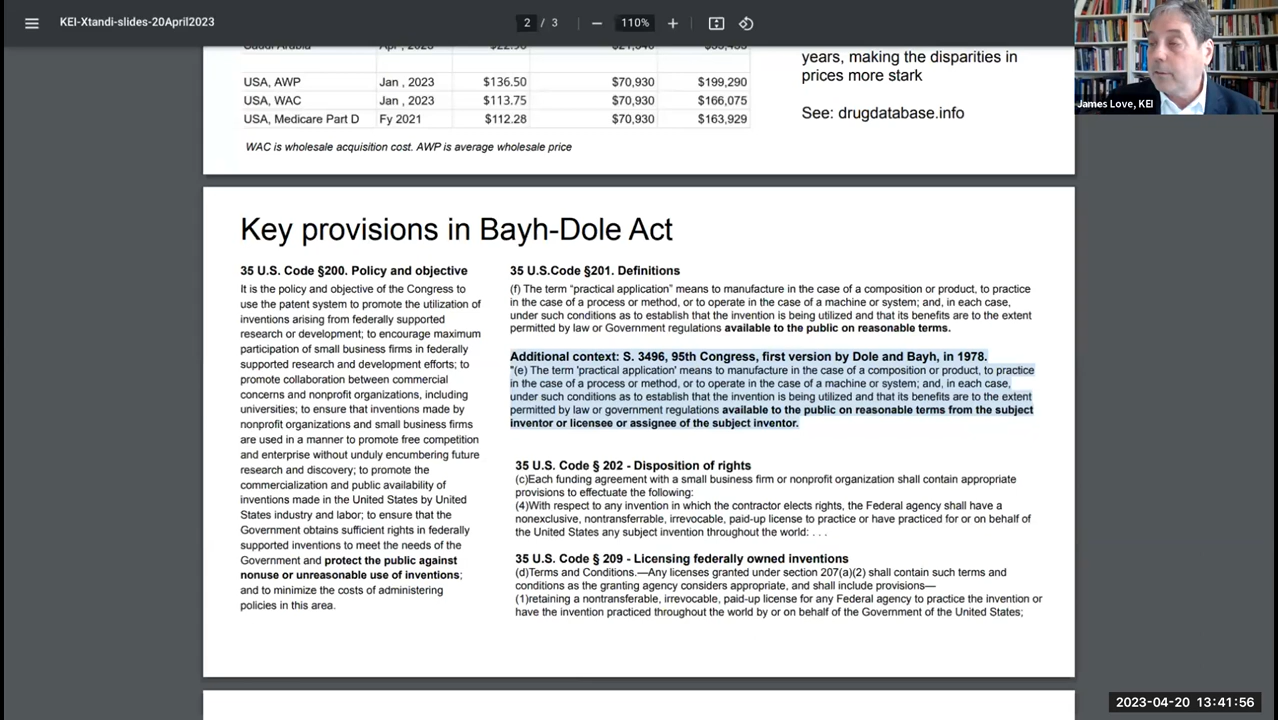 KEI-Xtandi-slides-20April2023
2 / 3
110%
Saudi Arabia Apr , 2023 $22.90
years, making the disparities in
prices more stark
USA, AWP Jan , 2023 $136.50 $70,930 $199,290
USA, WAC Jan , 2023 $113.75 $70,930 $166,075
USA, Medicare Part D Fy 2021 $112.28 $70,930 $163,929
See: drugdatabase.info
WAC is wholesale acquisition cost. AWP is average wholesale price
James Love, KEI
Key provisions in Bayh-Dole Act
35 U.S. Code §200. Policy and objective
It is the policy and objective of the Congress to
use the patent system to promote the utilization of
inventions arising from federally supported
research or development; to encourage maximum
participation of small business firms in federally
supported research and development efforts; to
promote collaboration between commercial
concerns and nonprofit organizations, including
universities; to ensure that inventions made by
nonprofit organizations and small business firms
are used in a manner to promote free competition
and enterprise without unduly encumbering future
research and discovery; to promote the
commercialization and public availability of
inventions made in the United States by United
States industry and labor; to ensure that the
Government obtains sufficient rights in federally
supported inventions to meet the needs of the
Government and protect the public against
nonuse or unreasonable use of inventions;
and to minimize the costs of administering
policies in this area.
35 U.S.Code §201. Definitions
(f) The term “practical application” means to manufacture in the case of a composition or product, to practice
in the case of a process or method, or to operate in the case of a machine or system; and, in each case,
under such conditions as to establish that the invention is being utilized and that its benefits are to the extent
permitted by law or Government regulations available to the public on reasonable terms.
Additional context: S. 3496, 95th Congress, first version by Dole and Bayh, in 1978.
"(e) The term 'practical application' means to manufacture in the case of a composition or product, to practice
in the case of a process or method, or to operate in the case of a machine or system; and, in each case,
under such conditions as to establish that the invention is being utilized and that its benefits are to the extent
permitted by law or government regulations available to the public on reasonable terms from the subject
inventor or licensee or assignee of the subject inventor.
35 U.S. Code § 202 - Disposition of rights
(c)Each funding agreement with a small business firm or nonprofit organization shall contain appropriate
provisions to effectuate the following:
(4)With respect to any invention in which the contractor elects rights, the Federal agency shall have a
nonexclusive, nontransferrable, irrevocable, paid-up license to practice or have practiced for or on behalf of
the United States any subject invention throughout the world: . . .
35 U.S. Code § 209 - Licensing federally owned inventions
(d)Terms and Conditions.—Any licenses granted under section 207(a)(2) shall contain such terms and
conditions as the granting agency considers appropriate, and shall include provisions—
(1)retaining a nontransferable, irrevocable, paid-up license for any Federal agency to practice the invention or
have the invention practiced throughout the world by or on behalf of the Government of the United States;
2023-04-20 13:41:56